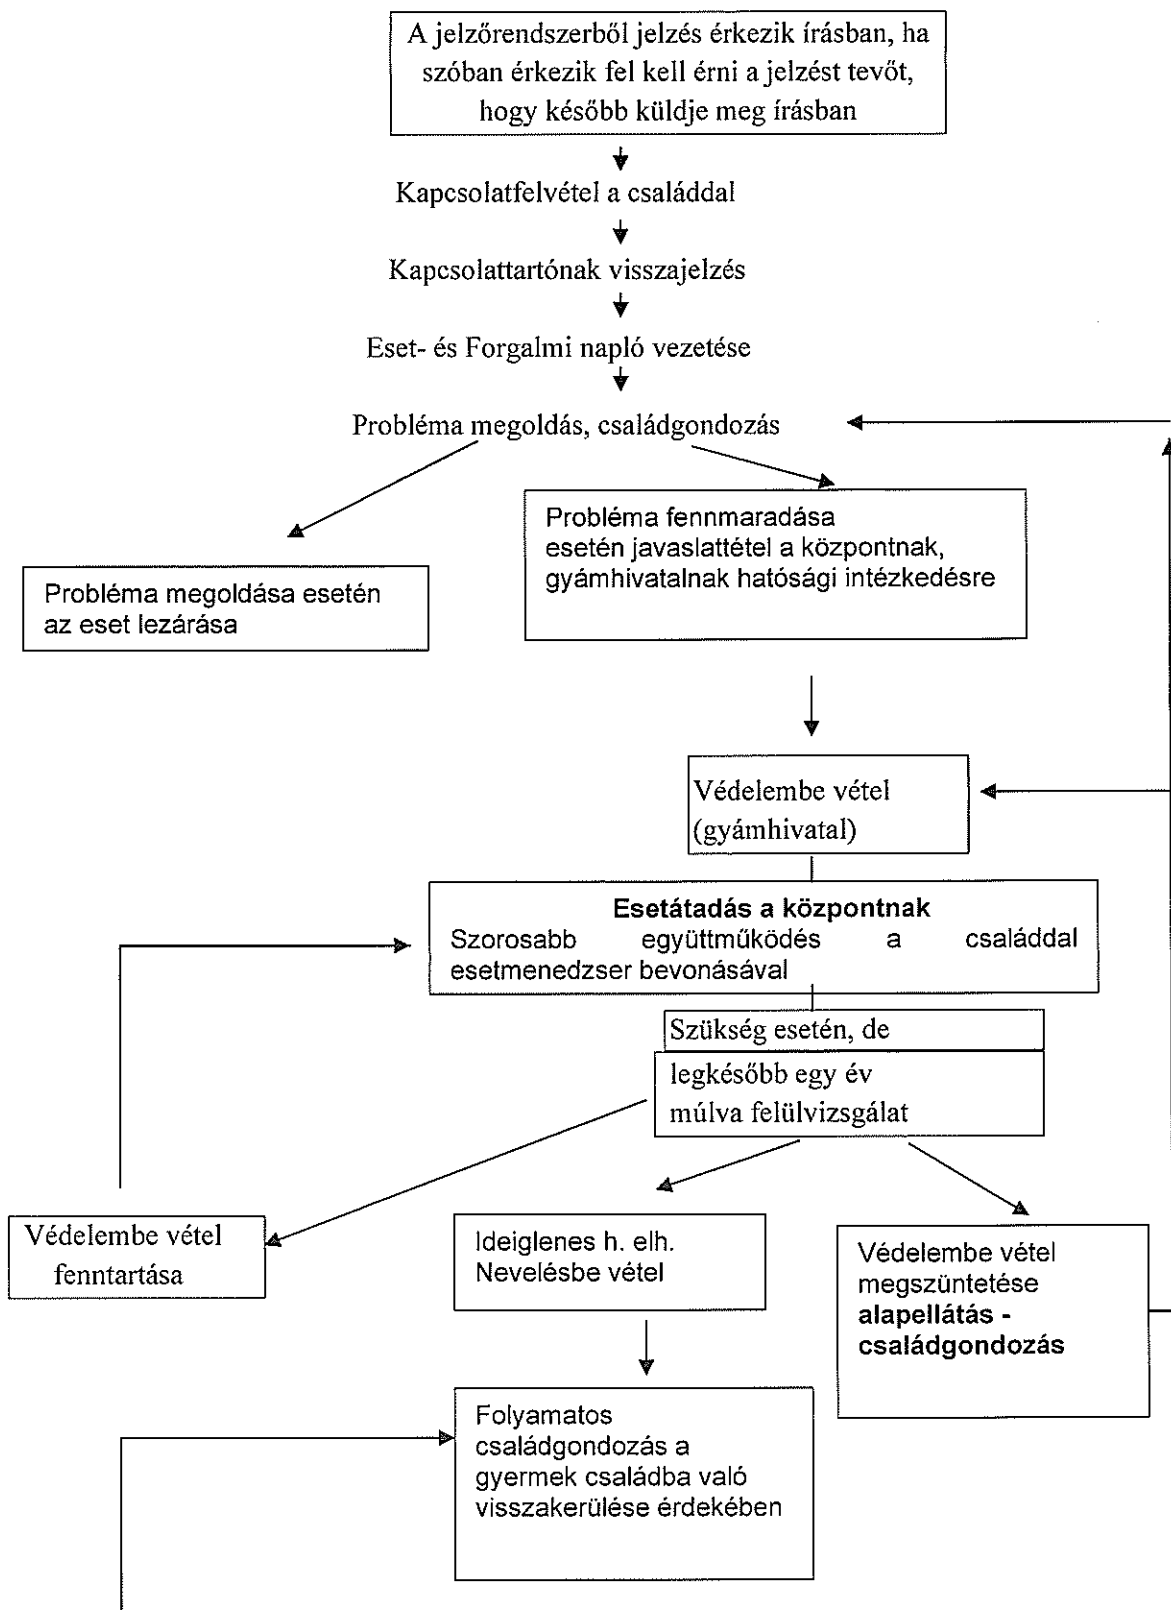 A jelzőrendszerből jelzés érkezik írásban, ha
szóban érkezik fel kell érni a jelzést tevőt,
hogy később küldje meg írásban
Kapcsolatfelvétel a családdal
Kapcsolattartónak visszajelzés
Eset- és Forgalmi napló vezetése
Probléma megoldás, családgondozás
Probléma fennmaradása
esetén javaslattétel a központnak,
gyámhivatalnak hatósági intézkedésre
Probléma megoldása esetén
az eset lezárása
Védelembe vétel
(gyámhivatal)
Esetátadás a központnak
Szorosabb együttműködés a családdal
esetmenedzser bevonásával
Szükség esetén, de
legkésőbb egy év
múlva felülvizsgálat
Védelembe vétel
fenntartása
Ideiglenes h. elh.
Nevelésbe vétel
Védelembe vétel
megszüntetése
alapellátás -
családgondozás
Folyamatos
családgondozás a
gyermek családba való
visszakerülése érdekében